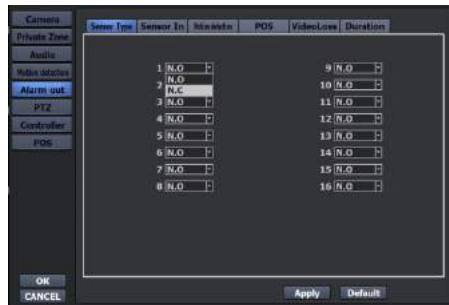 Camera
Private Zone
Audio
Motion detection
Alarm out
PTZ
Controller
POS
OK
CANCEL
Sensor Type Sensor In Motion detection POS VideoLoss Duration
1 N.O
N.O
2 N.C
3 N.O
4 N.O
5 N.O
6 N.O
7 N.O
8 N.O
9 N.O
10 N.O
11 N.O
12 N.O
13 N.O
14 N.O
15 N.O
16 N.O
Apply Default